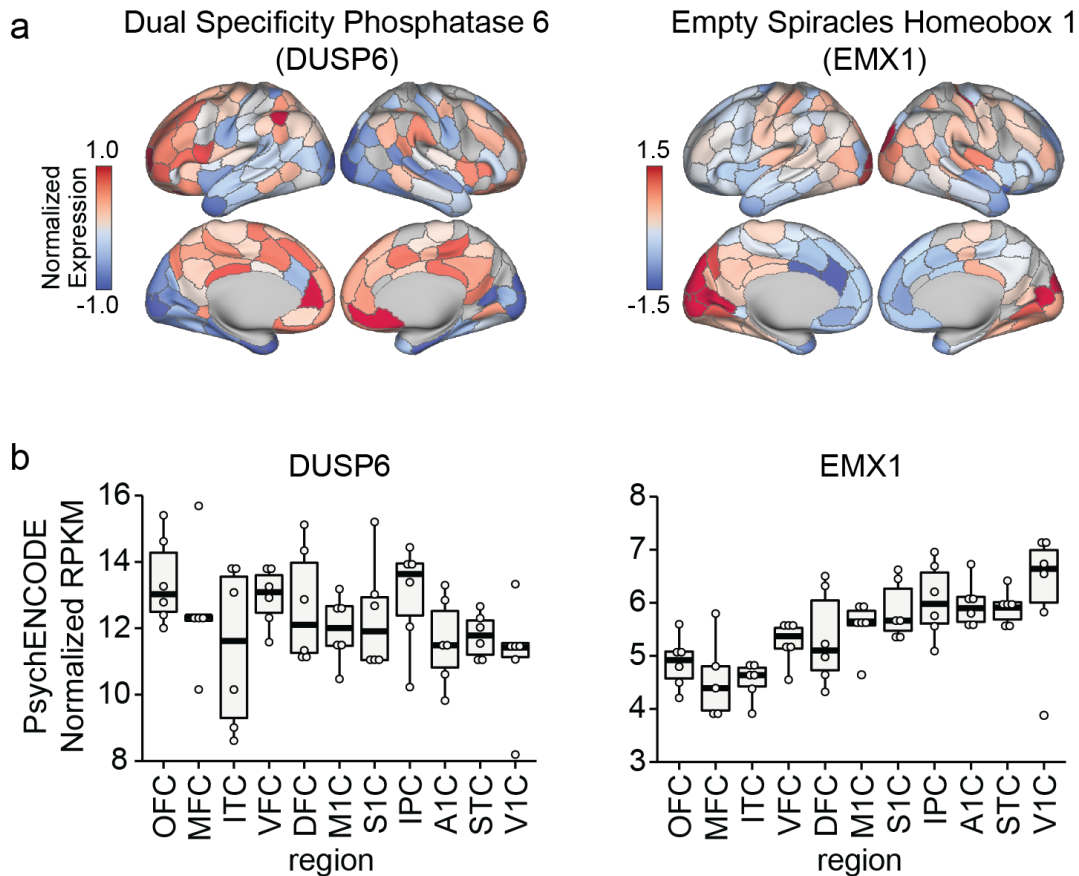 a
Dual Specificity Phosphatase 6
(DUSP6)
Empty Spiracles Homeobox 1
(EMX1)
Normalized
Expression
1.0
-1.0
1.5
-1.5
b
DUSP6
PsychENCODE
Normalized RPKM
16
14
12
10
8
OFC
MFC
ITC
VFC
DFC
M1C
S1C
IPC
A1C
STC
V1C
region
EMX1
8
7
6
5
4
3
OFC
MFC
ITC
VFC
DFC
M1C
S1C
IPC
A1C
STC
V1C
region